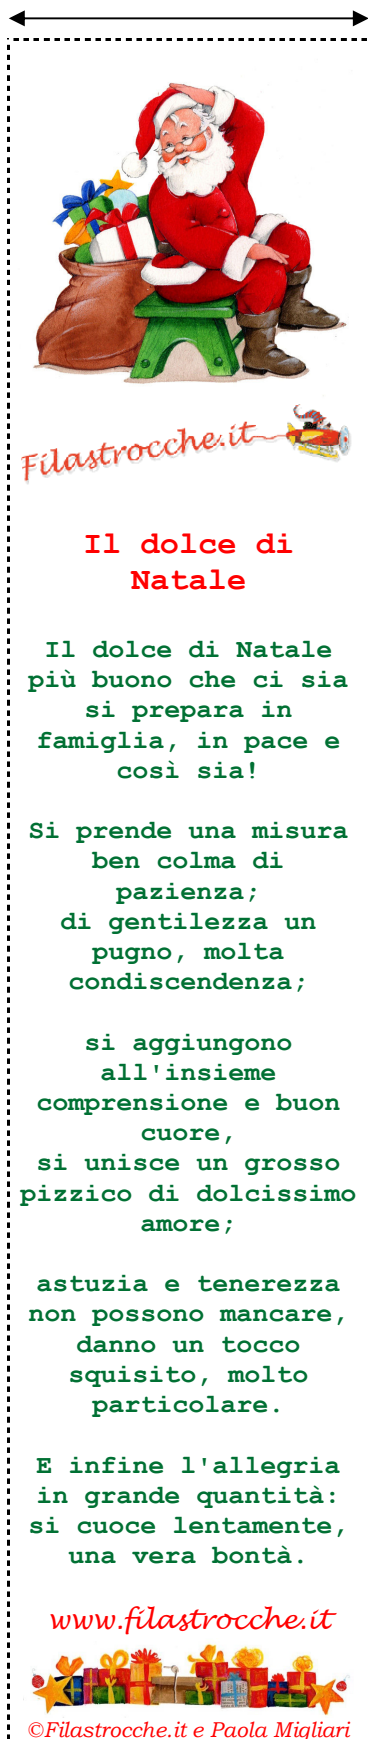 Filastrocche.it
Il dolce di
Natale
Il dolce di Natale
più buono che ci sia
si prepara in
famiglia, in pace e
così sia!
Si prende una misura
ben colma di
pazienza;
di gentilezza un
pugno, molta
condiscendenza;
si aggiungono
all'insieme
comprensione e buon
cuore,
si unisce un grosso
pizzico di dolcissimo
amore;
astuzia e tenerezza
non possono mancare,
danno un tocco
squisito, molto
particolare.
E infine l'allegria
in grande quantità:
si cuoce lentamente,
una vera bontà.
www.filastrocche.it
©Filastrocche.it e Paola Migliari